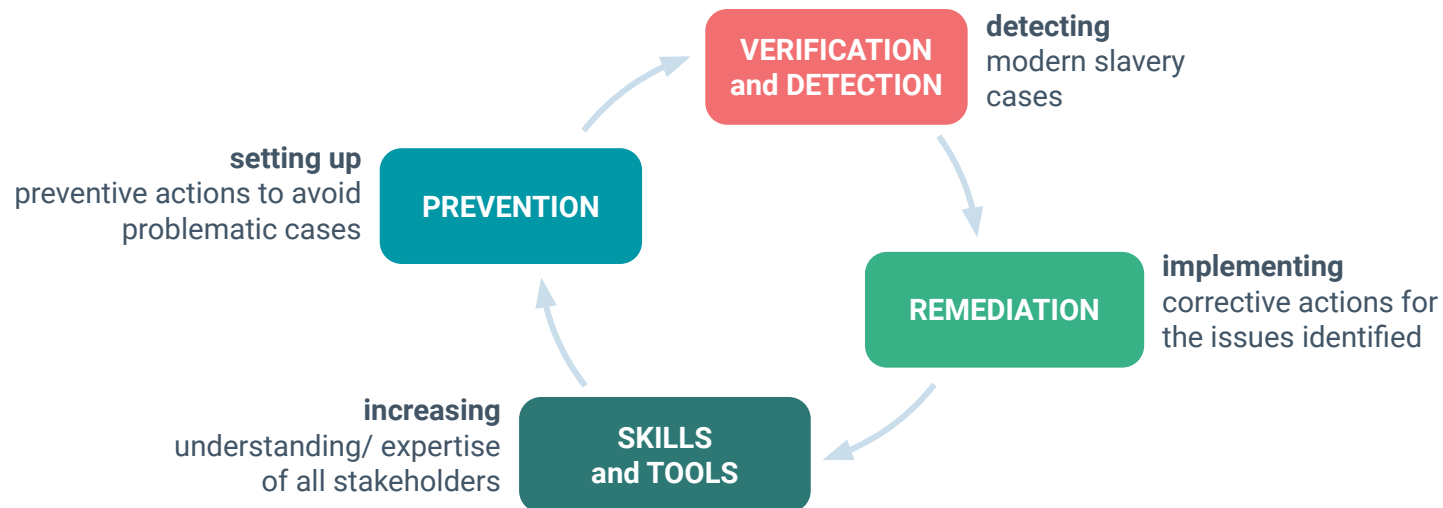 VERIFICATION
and DETECTION
detecting
modern slavery
cases
setting up
preventive actions to avoid
problematic cases
PREVENTION
REMEDIATION
implementing
corrective actions for
the issues identified
increasing
understanding/ expertise
of all stakeholders
SKILLS
and TOOLS